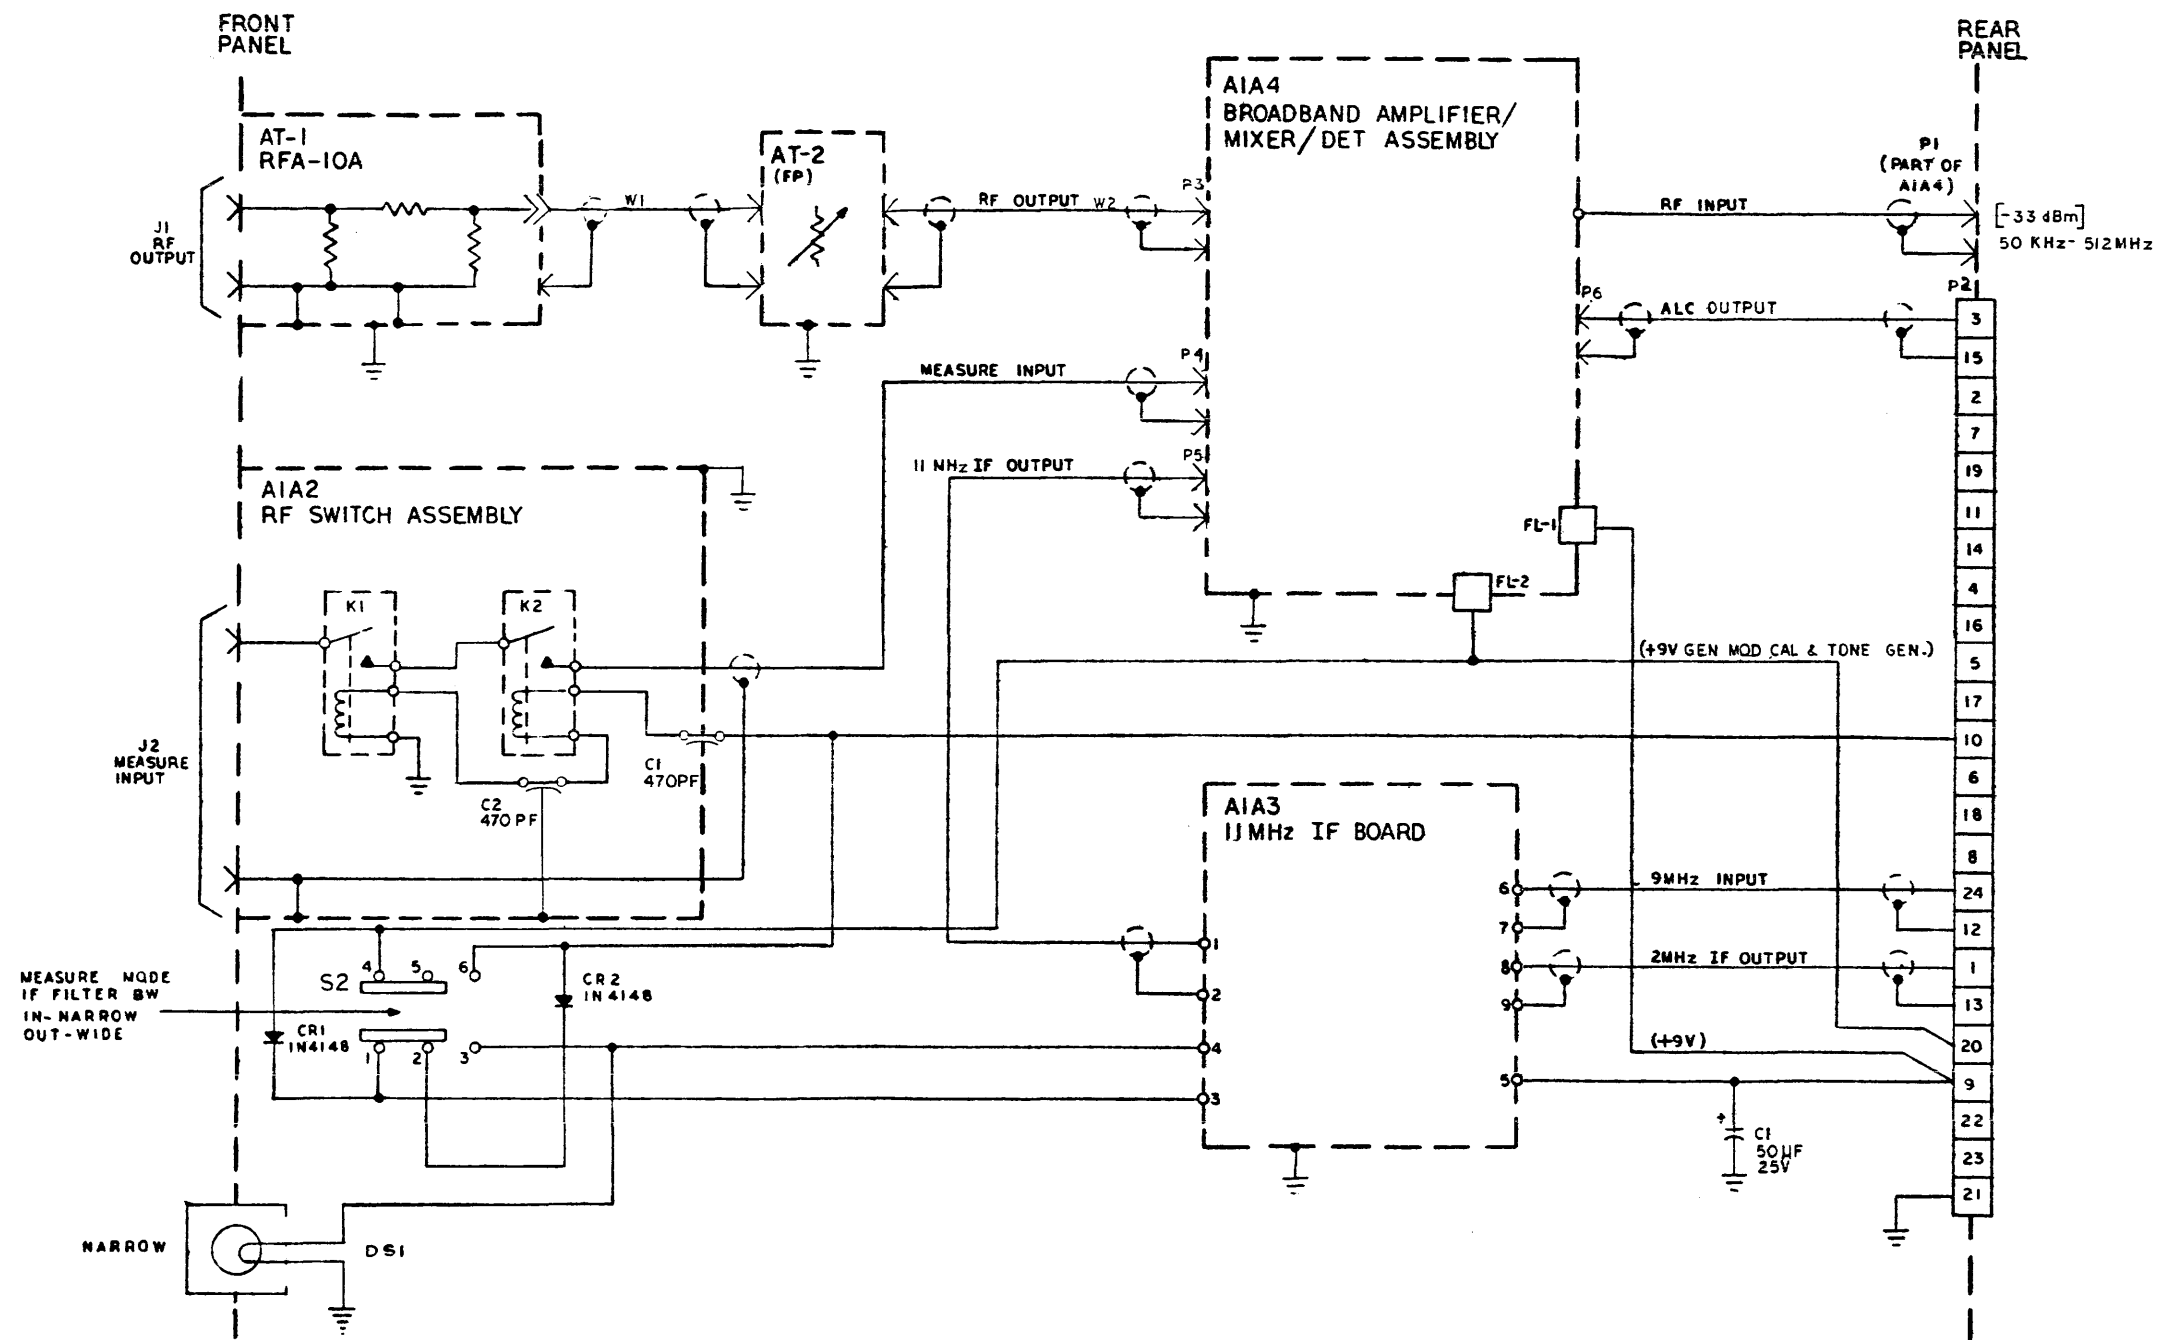 FRONT
PANEL
REAR
PANEL
AT-1
RFA-10A
J1
RF
OUTPUT
W1
AT-2
(FP)
RF OUTPUT W2
P3
A1A4
BROADBAND AMPLIFIER/
MIXER/DET ASSEMBLY
RF INPUT
P1
(PART OF
A1A4)
[-33 dBm]
50 KHz- 512MHz
P2
P6
ALC OUTPUT
MEASURE INPUT
P4
11 NHz IF OUTPUT
P5
FL-1
FL-2
A1A2
RF SWITCH ASSEMBLY
K1
K2
J2
MEASURE
INPUT
C1
470PF
C2
470 PF
(+9V GEN MOD CAL & TONE GEN.)
3
15
2
7
19
11
14
4
16
5
17
10
6
18
8
24
12
1
13
20
9
22
23
21
A1A3
11MHz IF BOARD
6
7
8
9
5
1
2
4
3
9MHz INPUT
2MHz IF OUTPUT
(+9V)
+
C1
50µF
25V
MEASURE MODE
IF FILTER BW
IN-NARROW
OUT-WIDE
S2
4
5
6
CR2
1N4148
CR1
1N4148
1
2
3
NARROW
DS1